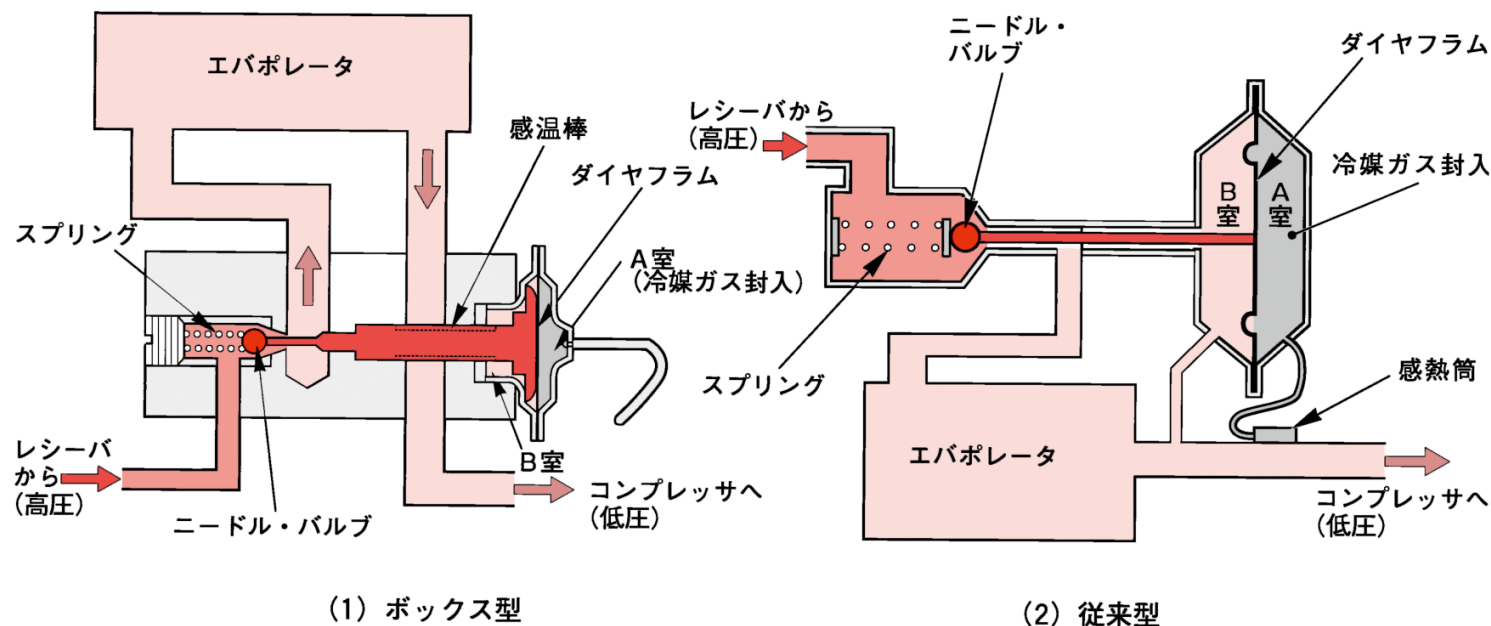 エバポレータ
感温棒
ダイヤフラム
スプリング
A室
(冷媒ガス封入)
レシーバ
から
(高圧)
ニードル・バルブ
B室
コンプレッサへ
(低圧)
(1) ボックス型
ニードル・
バルブ
ダイヤフラム
レシーバから
(高圧)
冷媒ガス封入
B
室
A
室
スプリング
感熱筒
エバポレータ
コンプレッサへ
(低圧)
(2) 従来型